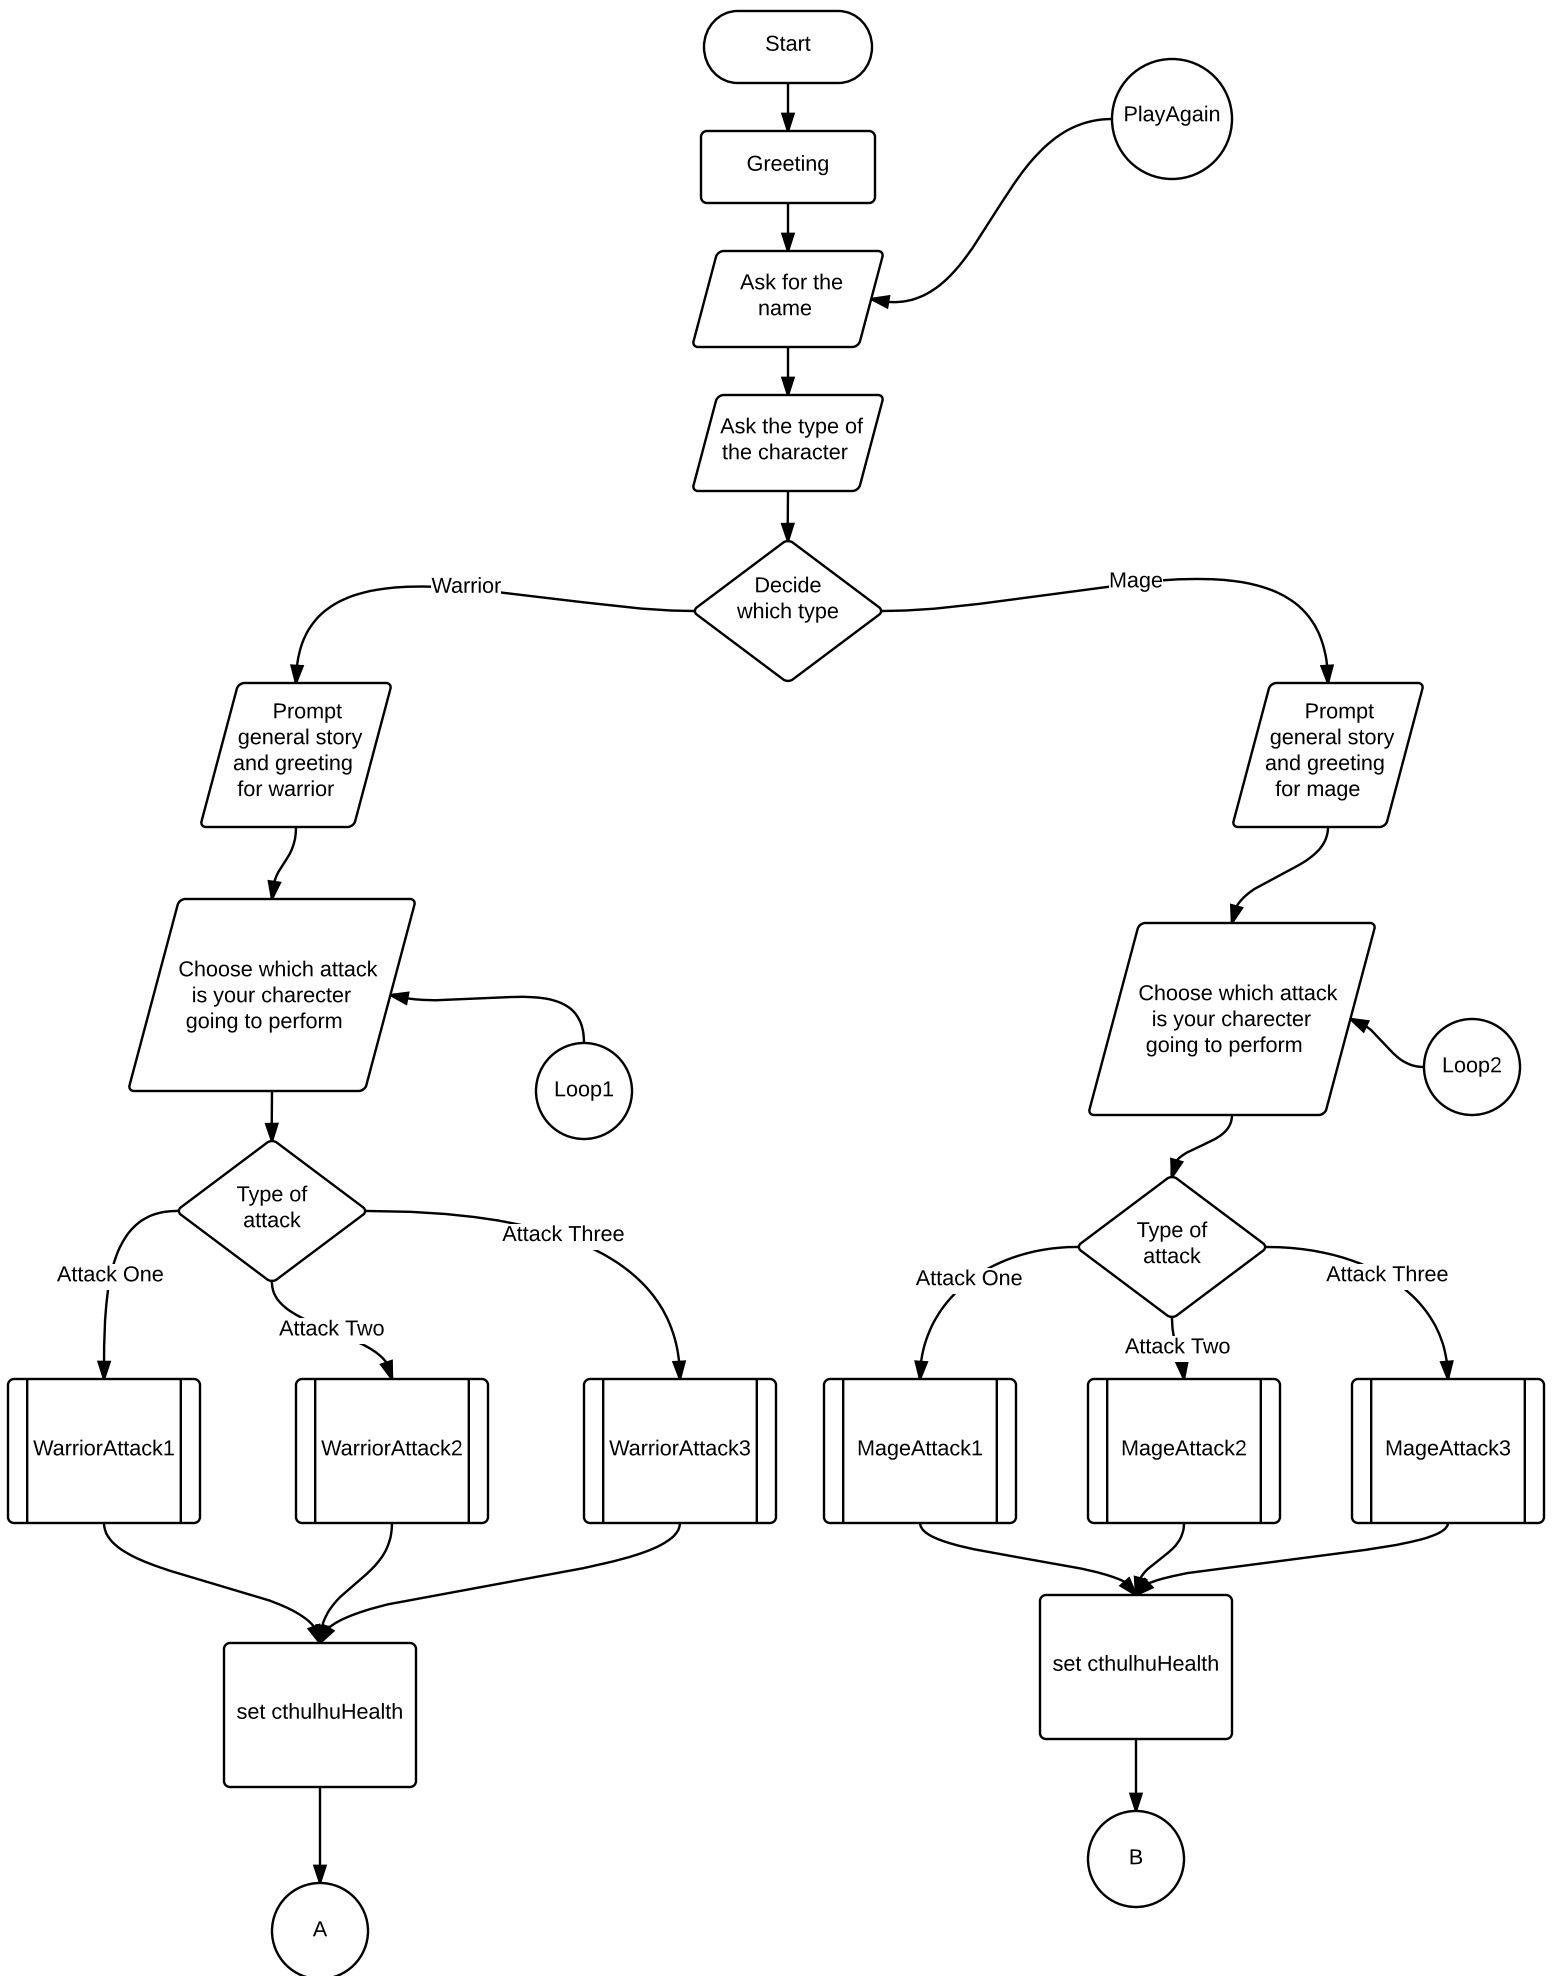 Start
PlayAgain
Greeting
Ask for the
name
Ask the type of
the character
Decide
which type
Warrior
Mage
Prompt
general story
and greeting
for warrior
Prompt
general story
and greeting
for mage
Choose which attack
is your charecter
going to perform
Loop1
Choose which attack
is your charecter
going to perform
Loop2
Type of
attack
Attack One
Attack Two
Attack Three
Type of
attack
Attack One
Attack Two
Attack Three
WarriorAttack1
WarriorAttack2
WarriorAttack3
MageAttack1
MageAttack2
MageAttack3
set cthulhuHealth
set cthulhuHealth
A
B